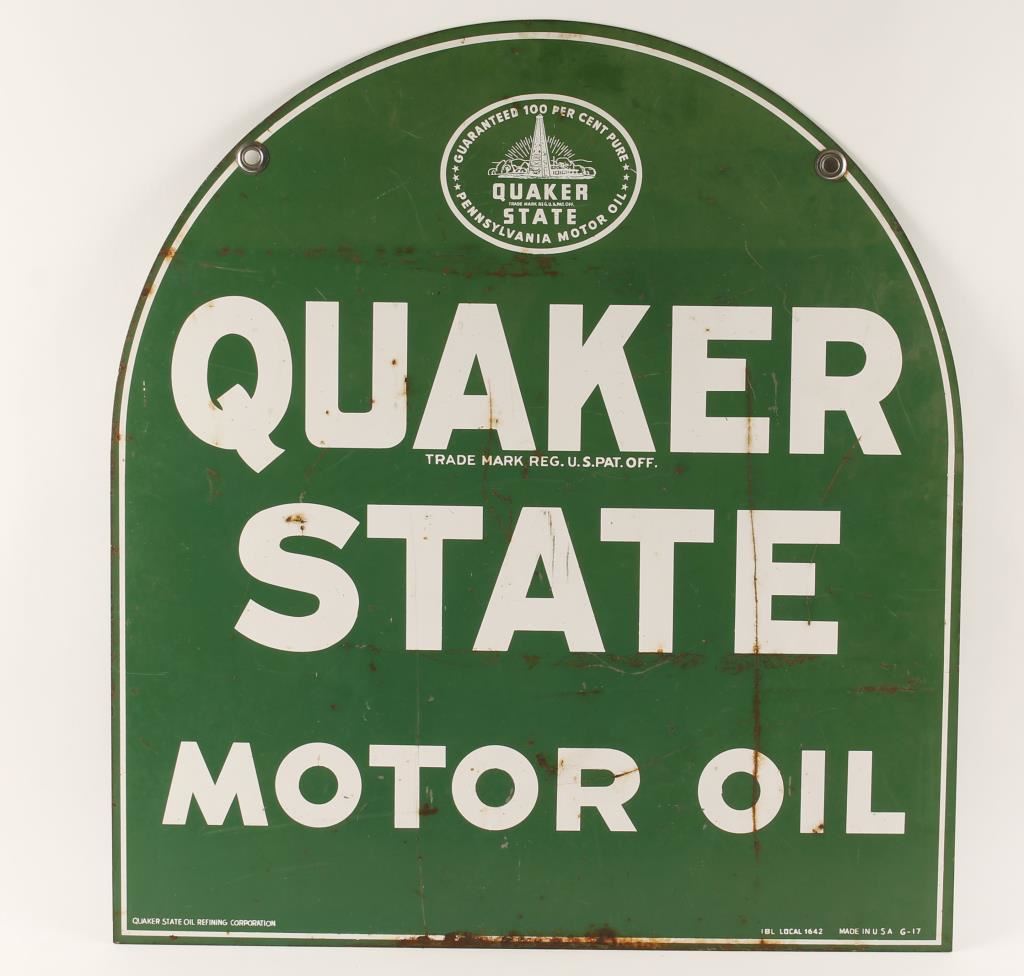 GUARANTEED 100 PER CENT PURE
QUAKER
TRADE MARK REG. U.S. PAT. OFF.
STATE
PENNSYLVANIA MOTOR OIL
QUAKER
TRADE MARK REG. U.S. PAT. OFF.
STATE
MOTOR OIL
QUAKER STATE OIL REFINING CORPORATION
IBL LOCAL 1642 MADE IN U S A G-17